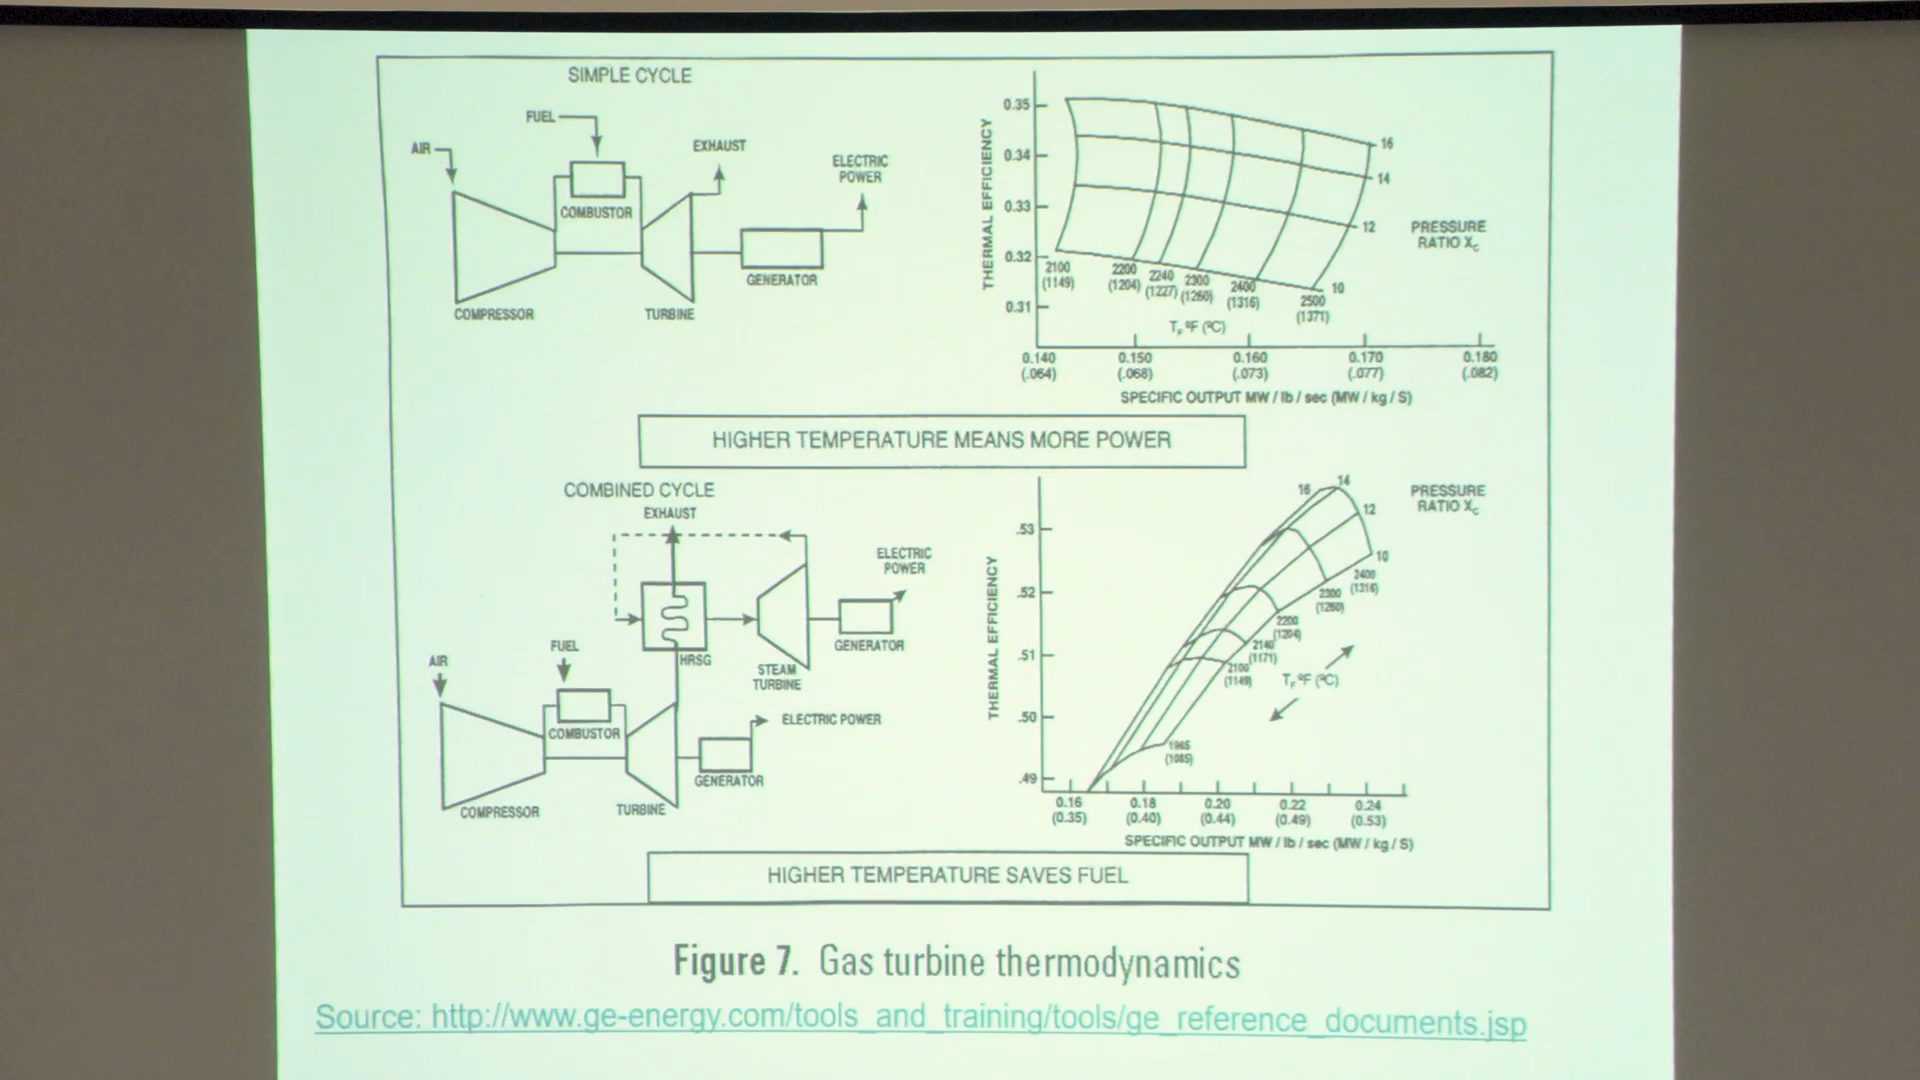 SIMPLE CYCLE
FUEL
AIR
EXHAUST
ELECTRIC
POWER
COMBUSTOR
GENERATOR
COMPRESSOR
TURBINE
THERMAL EFFICIENCY
0.35
0.34
0.33
0.32
0.31
16
14
12
10
PRESSURE
RATIO Xc
2100
(1149)
2200
(1204)
2240
(1227)
2300
(1260)
2400
(1316)
2500
(1371)
TF ºF (ºC)
0.140
(.064)
0.150
(.068)
0.160
(.073)
0.170
(.077)
0.180
(.082)
SPECIFIC OUTPUT MW / lb / sec (MW / kg / S)
HIGHER TEMPERATURE MEANS MORE POWER
COMBINED CYCLE
EXHAUST
ELECTRIC
POWER
GENERATOR
HRSG
STEAM
TURBINE
FUEL
AIR
COMBUSTOR
ELECTRIC POWER
GENERATOR
COMPRESSOR
TURBINE
THERMAL EFFICIENCY
.53
.52
.51
.50
.49
16
14
12
10
PRESSURE
RATIO Xc
2400
(1316)
2300
(1260)
2200
(1204)
2140
(1171)
2100
(1149)
TF ºF (ºC)
1985
(1085)
0.16
(0.35)
0.18
(0.40)
0.20
(0.44)
0.22
(0.49)
0.24
(0.53)
SPECIFIC OUTPUT MW / lb / sec (MW / kg / S)
HIGHER TEMPERATURE SAVES FUEL
Figure 7. Gas turbine thermodynamics
Source: http://www.ge-energy.com/tools_and_training/tools/ge_reference_documents.jsp